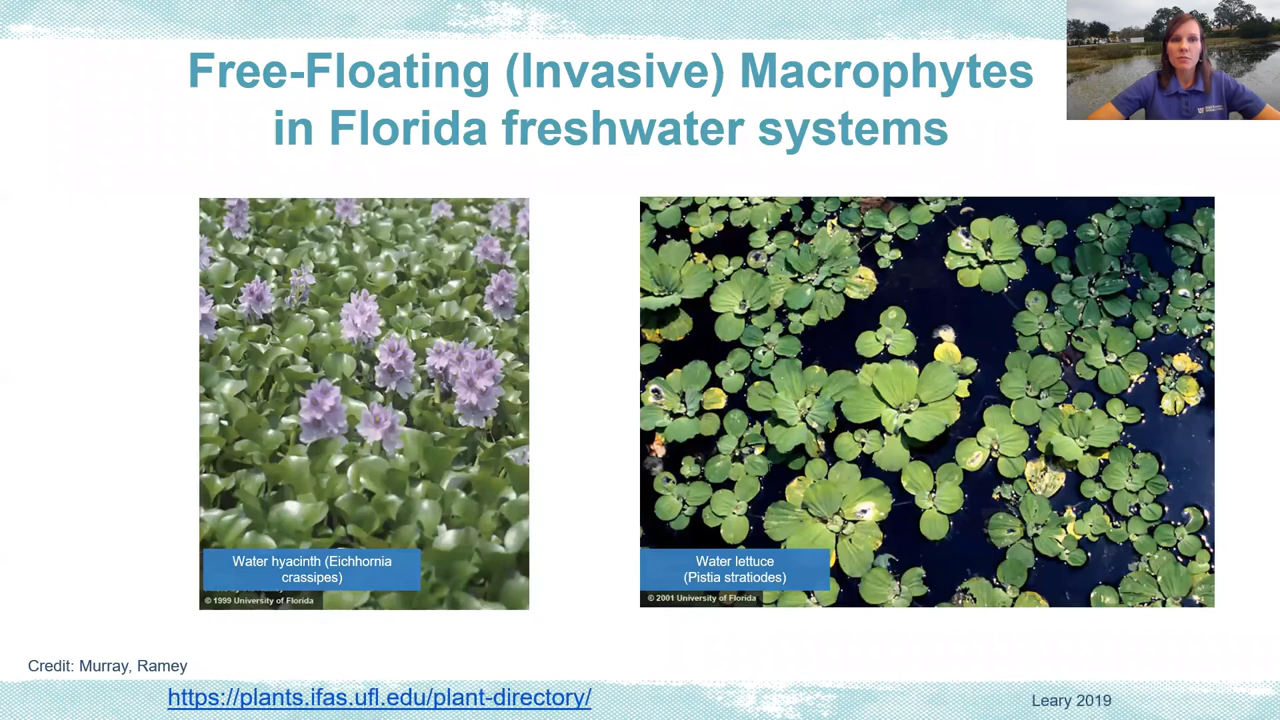 Free-Floating (Invasive) Macrophytes
in Florida freshwater systems
Water hyacinth (Eichhornia
crassipes)
© 1999 University of Florida
Water lettuce
(Pistia stratiodes)
© 2001 University of Florida
Credit: Murray, Ramey
https://plants.ifas.ufl.edu/plant-directory/
Leary 2019